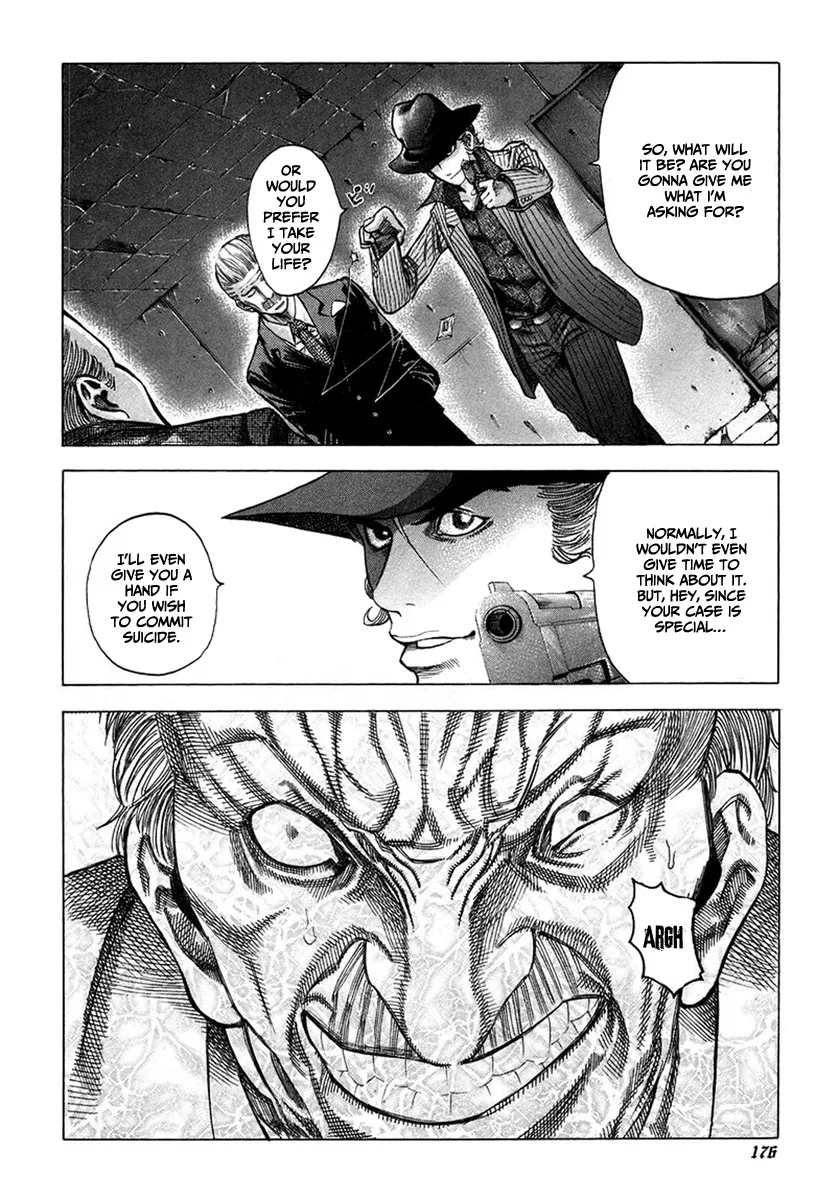 SO, WHAT WILL
IT BE? ARE YOU
GONNA GIVE ME
WHAT I'M
ASKING FOR?
OR
WOULD
YOU
PREFER
I TAKE
YOUR
LIFE?
ピッ
NORMALLY, I
WOULDN'T EVEN
GIVE TIME TO
THINK ABOUT IT.
BUT, HEY, SINCE
YOUR CASE IS
SPECIAL...
I'LL EVEN
GIVE YOU A
HAND IF
YOU WISH
TO COMMIT
SUICIDE.
ARGH
176